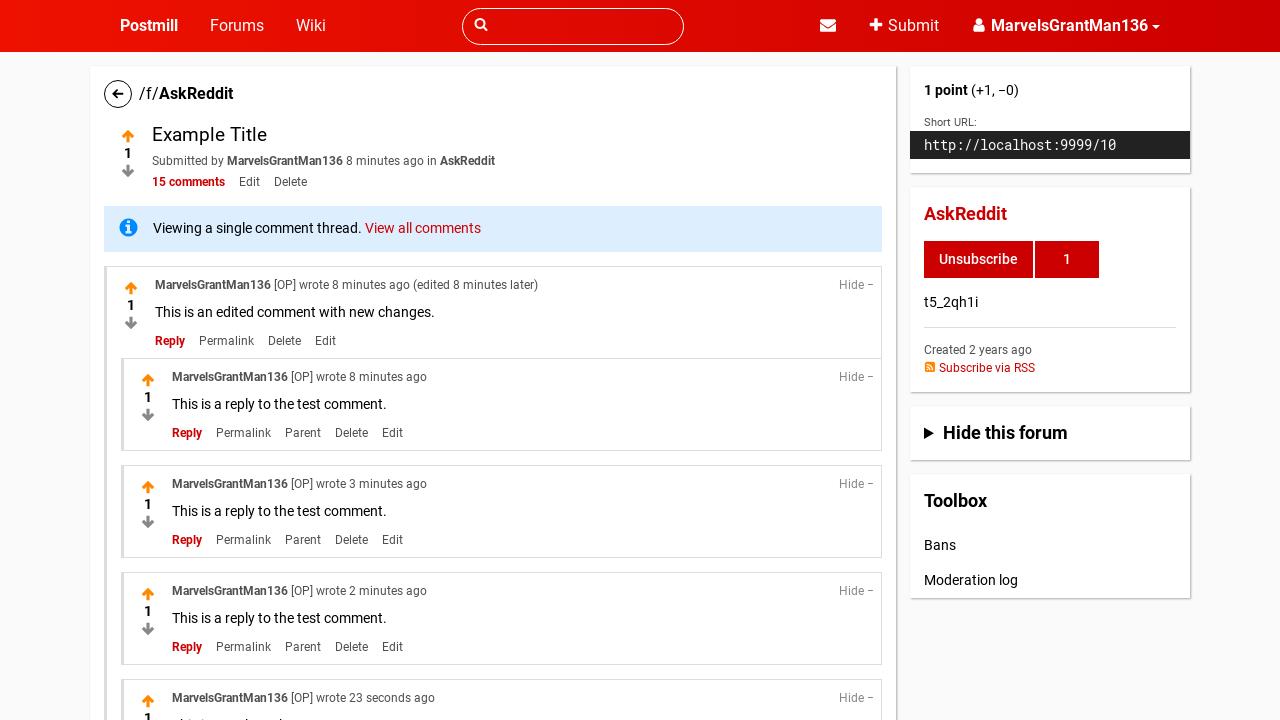 Postmill Forums Wiki Submit MarvelsGrantMan136
/f/AskReddit
Example Title
1
Submitted by MarvelsGrantMan136 8 minutes ago in AskReddit
15 comments Edit Delete
Viewing a single comment thread. View all comments
MarvelsGrantMan136 [OP] wrote 8 minutes ago (edited 8 minutes later) Hide −
1
This is an edited comment with new changes.
Reply Permalink Delete Edit
MarvelsGrantMan136 [OP] wrote 8 minutes ago Hide −
1
This is a reply to the test comment.
Reply Permalink Parent Delete Edit
MarvelsGrantMan136 [OP] wrote 3 minutes ago Hide −
1
This is a reply to the test comment.
Reply Permalink Parent Delete Edit
MarvelsGrantMan136 [OP] wrote 2 minutes ago Hide −
1
This is a reply to the test comment.
Reply Permalink Parent Delete Edit
MarvelsGrantMan136 [OP] wrote 23 seconds ago Hide −
1
1 point (+1, −0)
Short URL:
http://localhost:9999/10
AskReddit
Unsubscribe 1
t5_2qh1i
Created 2 years ago
Subscribe via RSS
Hide this forum
Toolbox
Bans
Moderation log